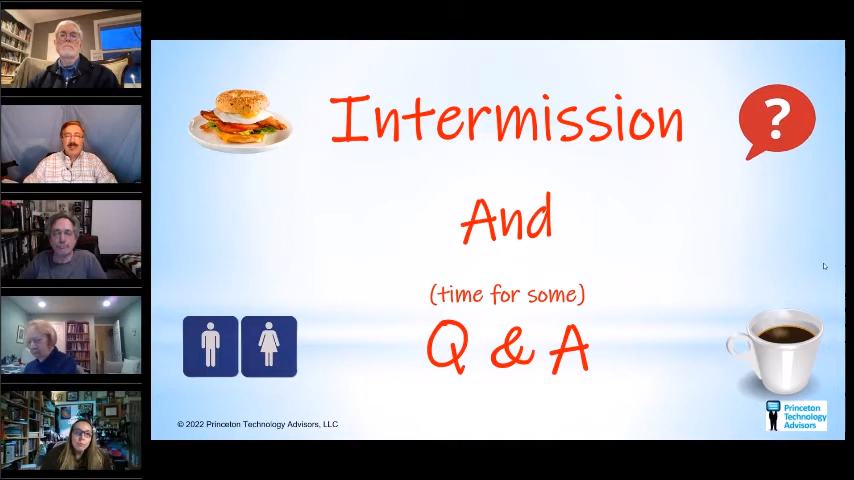 Intermission
?
And
(time for some)
Q & A
© 2022 Princeton Technology Advisors, LLC
Princeton
Technology
Advisors